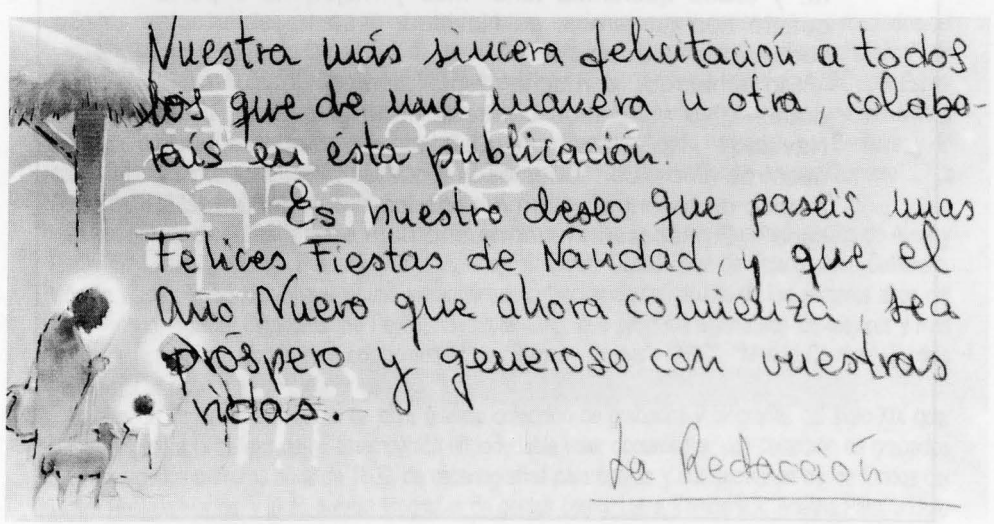 Nuestra más sincera felicitación a todos
los que de una manera u otra, colabo-
rais en ésta publicación.
Es nuestro deseo que paseis unas
Felices Fiestas de Navidad, y que el
Año Nuevo que ahora comienza, sea
próspero y generoso con vuestras
vidas.
La Redacción